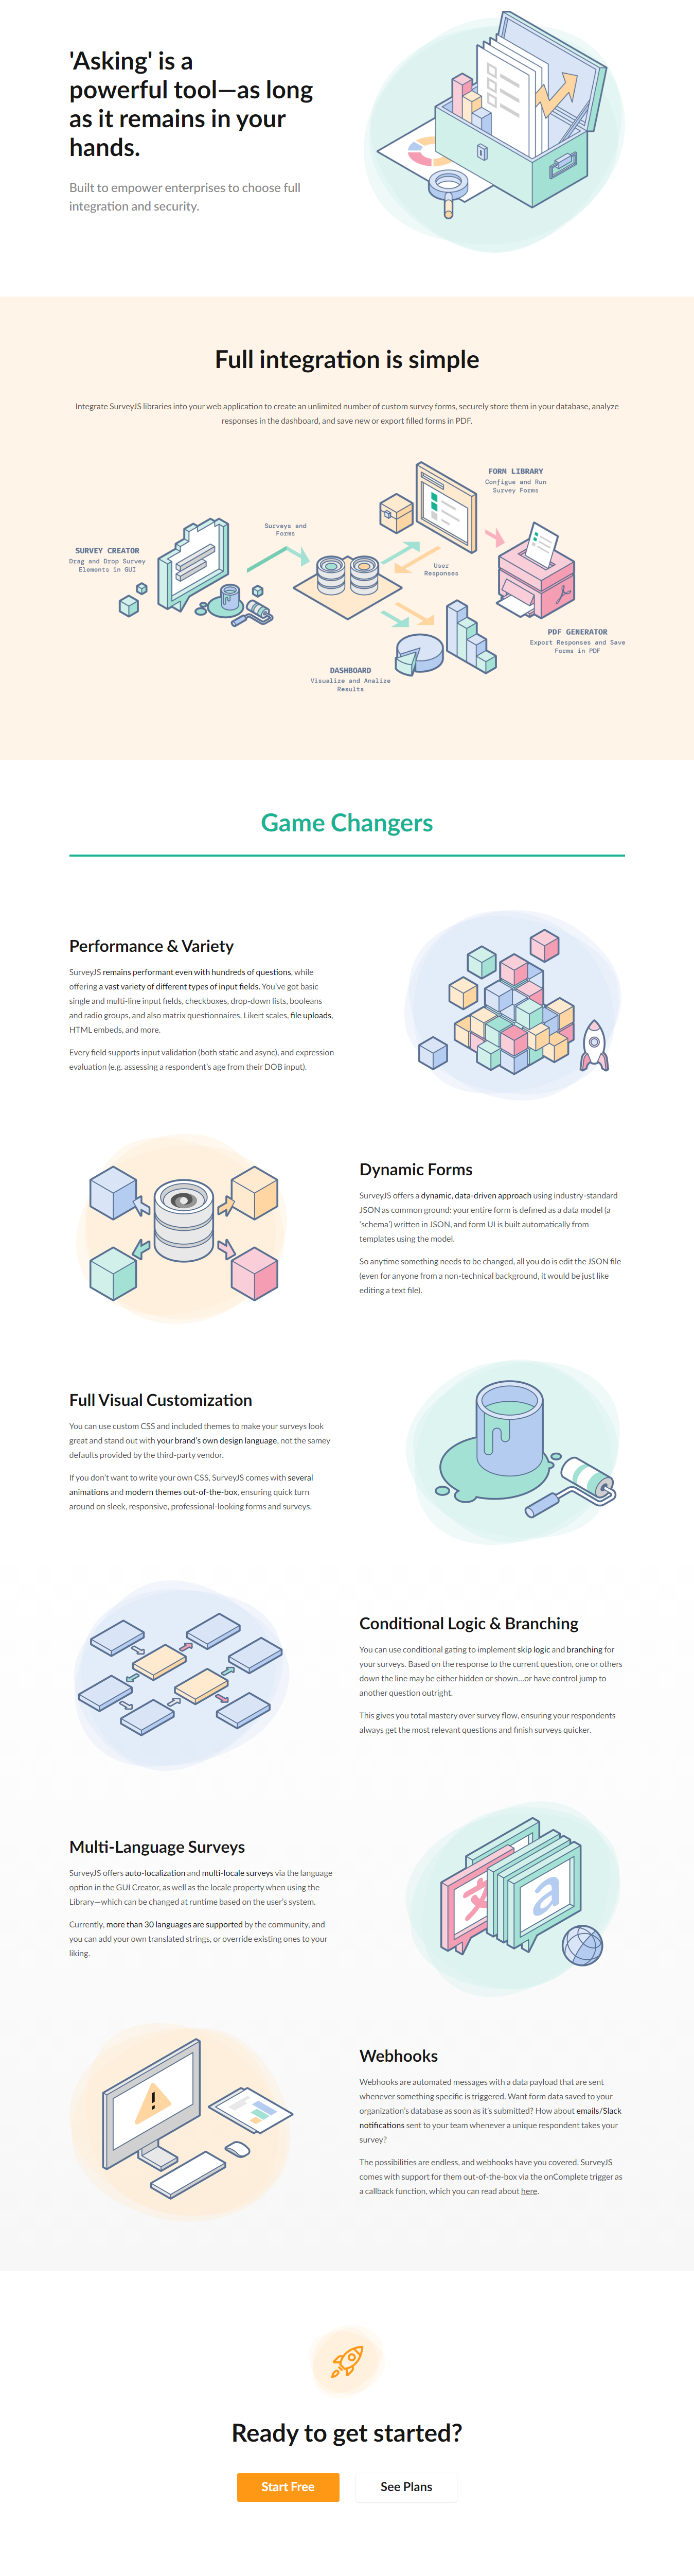 'Asking' is a
powerful tool—as long
as it remains in your
hands.
Built to empower enterprises to choose full
integration and security.
Full integration is simple
Integrate SurveyJS libraries into your web application to create an unlimited number of custom survey forms, securely store them in your database, analyze
responses in the dashboard, and save new or export filled forms in PDF.
FORM LIBRARY
Configue and Run
Survey Forms
Surveys and
Forms
SURVEY CREATOR
Drag and Drop Survey
Elements in GUI
User
Responses
PDF GENERATOR
Export Responses and Save
Forms in PDF
DASHBOARD
Visualize and Analize
Results
Game Changers
Performance & Variety
SurveyJS remains performant even with hundreds of questions, while
offering a vast variety of different types of input fields. You've got basic
single and multi-line input fields, checkboxes, drop-down lists, booleans
and radio groups, and also matrix questionnaires, Likert scales, file uploads,
HTML embeds, and more.
Every field supports input validation (both static and async), and expression
evaluation (e.g. assessing a respondent's age from their DOB input).
Dynamic Forms
SurveyJS offers a dynamic, data-driven approach using industry-standard
JSON as common ground: your entire form is defined as a data model (a
'schema') written in JSON, and form UI is built automatically from
templates using the model.
So anytime something needs to be changed, all you do is edit the JSON file
(even for anyone from a non-technical background, it would be just like
editing a text file).
Full Visual Customization
You can use custom CSS and included themes to make your surveys look
great and stand out with your brand's own design language, not the samey
defaults provided by the third-party vendor.
If you don't want to write your own CSS, SurveyJS comes with several
animations and modern themes out-of-the-box, ensuring quick turn
around on sleek, responsive, professional-looking forms and surveys.
Conditional Logic & Branching
You can use conditional gating to implement skip logic and branching for
your surveys. Based on the response to the current question, one or others
down the line may be either hidden or shown...or have control jump to
another question outright.
This gives you total mastery over survey flow, ensuring your respondents
always get the most relevant questions and finish surveys quicker.
Multi-Language Surveys
SurveyJS offers auto-localization and multi-locale surveys via the language
option in the GUI Creator, as well as the locale property when using the
Library—which can be changed at runtime based on the user's system.
Currently, more than 30 languages are supported by the community, and
you can add your own translated strings, or override existing ones to your
liking.
文
a
!
Webhooks
Webhooks are automated messages with a data payload that are sent
whenever something specific is triggered. Want form data saved to your
organization's database as soon as it's submitted? How about emails/Slack
notifications sent to your team whenever a unique respondent takes your
survey?
The possibilities are endless, and webhooks have you covered. SurveyJS
comes with support for them out-of-the-box via the onComplete trigger as
a callback function, which you can read about here.
Ready to get started?
Start Free
See Plans